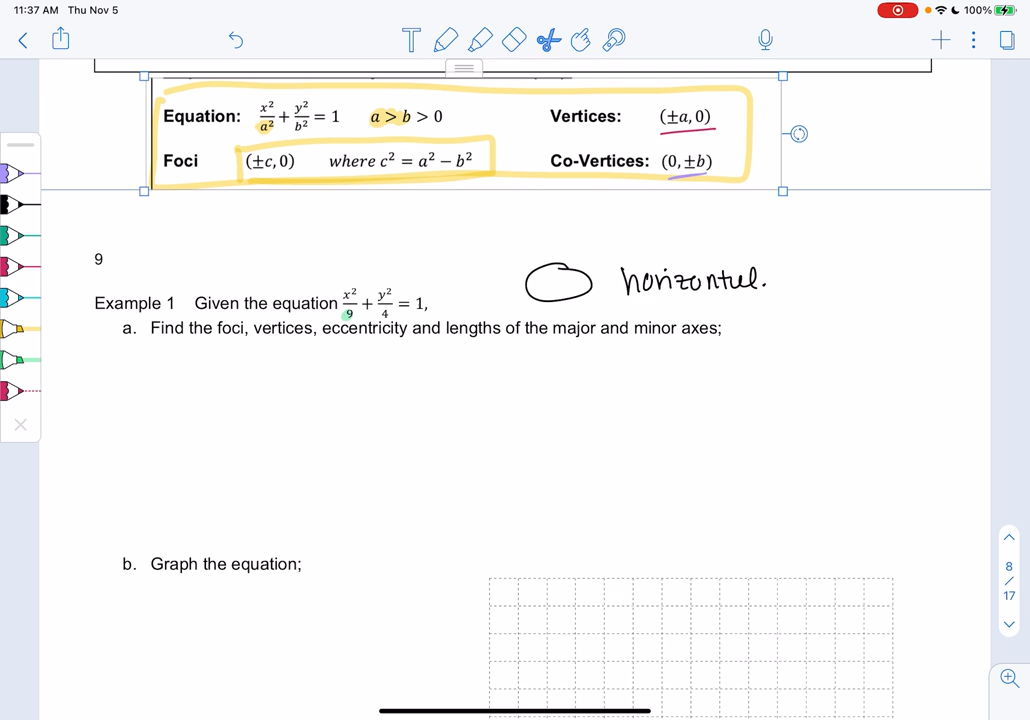 11:37 AM Thu Nov 5
100%
Equation: x²/a² + y²/b² = 1 a > b > 0 Vertices: (±a, 0)
Foci (±c, 0) where c² = a² − b² Co-Vertices: (0, ±b)
9
horizontal.
Example 1 Given the equation x²/9 + y²/4 = 1,
a. Find the foci, vertices, eccentricity and lengths of the major and minor axes;
b. Graph the equation;
8
/
17